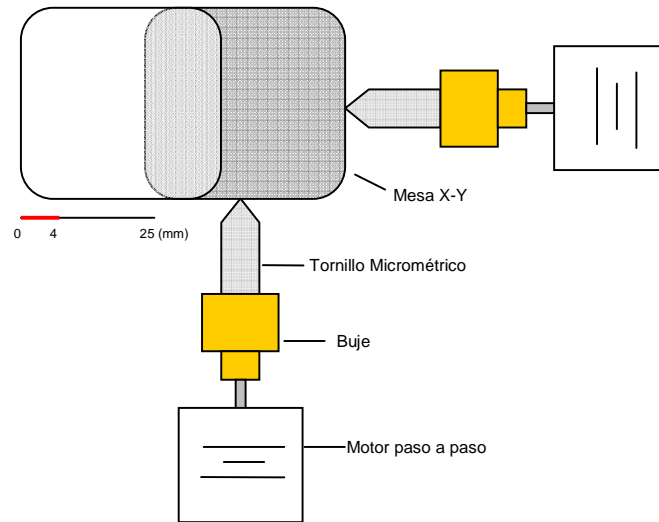 Mesa X-Y
0 4 25 (mm)
Tornillo Micrométrico
Buje
Motor paso a paso